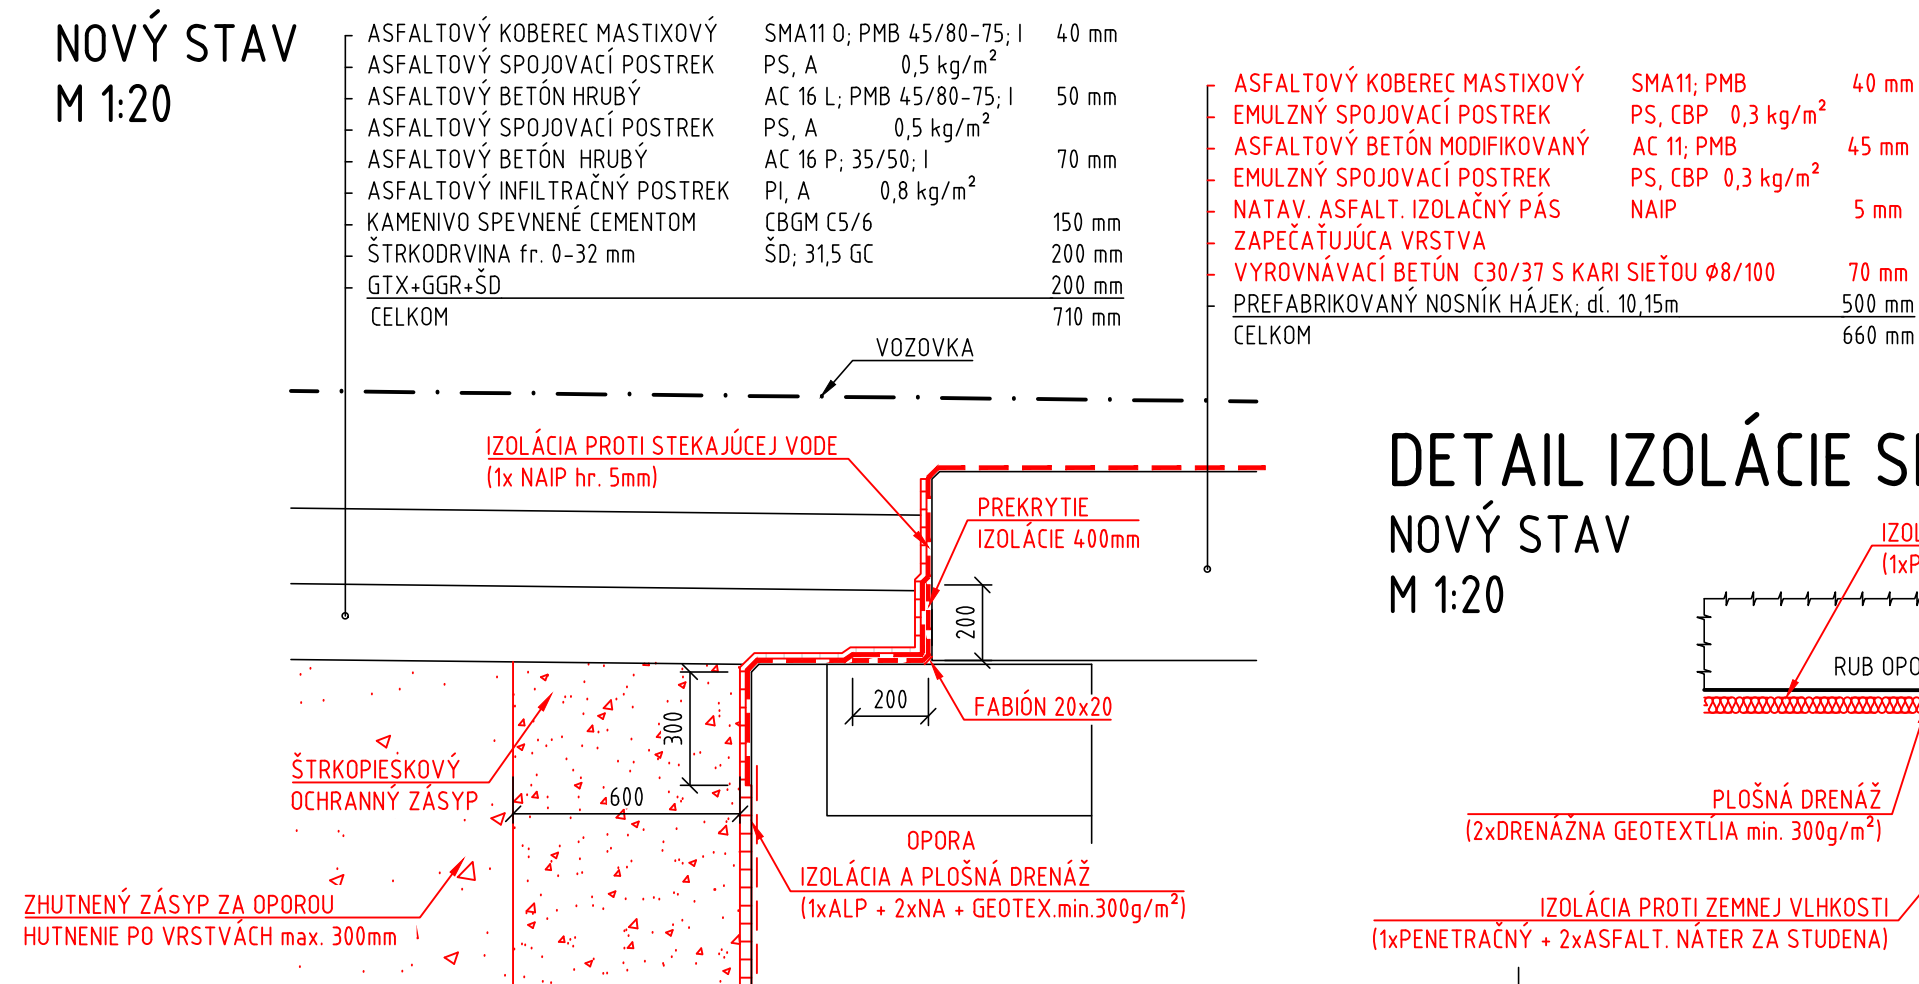 NOVÝ STAV
M 1:20
ASFALTOVÝ KOBEREC MASTIXOVÝ SMA11 O; PMB 45/80-75; I 40 mm
ASFALTOVÝ SPOJOVACÍ POSTREK PS, A 0,5 kg/m²
ASFALTOVÝ BETÓN HRUBÝ AC 16 L; PMB 45/80-75; I 50 mm
ASFALTOVÝ SPOJOVACÍ POSTREK PS, A 0,5 kg/m²
ASFALTOVÝ BETÓN HRUBÝ AC 16 P; 35/50; I 70 mm
ASFALTOVÝ INFILTRAČNÝ POSTREK PI, A 0,8 kg/m²
KAMENIVO SPEVNENÉ CEMENTOM CBGM C5/6 150 mm
ŠTRKODRVINA fr. 0-32 mm ŠD; 31,5 GC 200 mm
GTX+GGR+ŠD 200 mm
CELKOM 710 mm
ASFALTOVÝ KOBEREC MASTIXOVÝ SMA11; PMB 40 mm
EMULZNÝ SPOJOVACÍ POSTREK PS, CBP 0,3 kg/m²
ASFALTOVÝ BETÓN MODIFIKOVANÝ AC 11; PMB 45 mm
EMULZNÝ SPOJOVACÍ POSTREK PS, CBP 0,3 kg/m²
NATAV. ASFALT. IZOLAČNÝ PÁS NAIP 5 mm
ZAPEČAŤUJÚCA VRSTVA
VYROVNÁVACÍ BETÚN C30/37 S KARI SIEŤOU Ø8/100 70 mm
PREFABRIKOVANÝ NOSNÍK HÁJEK; dĺ. 10,15m 500 mm
CELKOM 660 mm
VOZOVKA
IZOLÁCIA PROTI STEKAJÚCEJ VODE
(1x NAIP hr. 5mm)
PREKRYTIE
IZOLÁCIE 400mm
200
200
300
600
FABIÓN 20x20
ŠTRKOPIESKOVÝ
OCHRANNÝ ZÁSYP
OPORA
IZOLÁCIA A PLOŠNÁ DRENÁŽ
(1xALP + 2xNA + GEOTEX.min.300g/m²)
ZHUTNENÝ ZÁSYP ZA OPOROU
HUTNENIE PO VRSTVÁCH max. 300mm
DETAIL IZOLÁCIE
NOVÝ STAV
M 1:20
(1xP
RUB
PLOŠNÁ DRENÁŽ
(2xDRENÁŽNA GEOTEXTĹIA min. 300g/m²)
IZOLÁCIA PROTI ZEMNEJ VLHKOSTI
(1xPENETRAČNÝ + 2xASFALT. NÁTER ZA STUDENA)